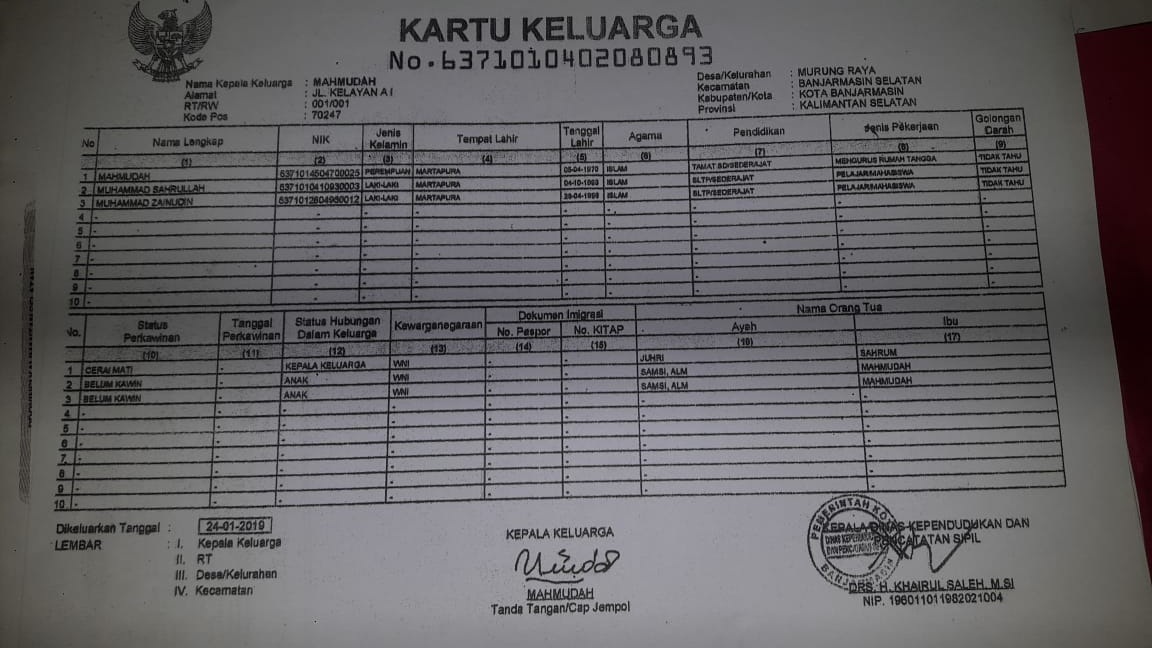 KARTU KELUARGA
No. 6371010402080893
Nama Kepala Keluarga : MAHMUDAH
Alamat : JL. KELAYAN A I
RT/RW : 001/001
Kode Pos : 70247
Desa/Kelurahan : MURUNG RAYA
Kecamatan : BANJARMASIN SELATAN
Kabupaten/Kota : KOTA BANJARMASIN
Provinsi : KALIMANTAN SELATAN
No Nama Lengkap NIK Jenis Kelamin Tempat Lahir Tanggal Lahir Agama Pendidikan Jenis Pekerjaan Golongan Darah
(1) (2) (3) (4) (5) (6) (7) (8) (9)
1 MAHMUDAH 6371014504700025 PEREMPUAN MARTAPURA 05-04-1970 ISLAM TAMAT SD/SEDERAJAT MENGURUS RUMAH TANGGA TIDAK TAHU
2 MUHAMMAD SAHRULLAH 6371010410930003 LAKI-LAKI MARTAPURA 04-10-1993 ISLAM SLTP/SEDERAJAT PELAJAR/MAHASISWA TIDAK TAHU
3 MUHAMMAD ZAINUDIN LAKI-LAKI MARTAPURA ISLAM SLTP/SEDERAJAT PELAJAR/MAHASISWA TIDAK TAHU
4 - - - - - - - - -
5 - - - - - - - - -
6 - - - - - - - - -
7 - - - - - - - - -
8 - - - - - - - - -
9 - - - - - - - - -
10 - - - - - - - - -
No. Status Perkawinan Tanggal Perkawinan Status Hubungan Dalam Keluarga Kewarganegaraan Dokumen Imigrasi Nama Orang Tua
No. Paspor No. KITAP Ayah Ibu
(10) (11) (12) (13) (14) (15) (16) (17)
1 CERAI MATI - KEPALA KELUARGA WNI - - JUHRI SAHRUM
2 BELUM KAWIN - ANAK WNI - - SAMSI, ALM MAHMUDAH
3 BELUM KAWIN - ANAK WNI - - SAMSI, ALM MAHMUDAH
4 - - - - - - - -
5 - - - - - - - -
6 - - - - - - - -
7 - - - - - - - -
8 - - - - - - - -
9 - - - - - - - -
10 - - - - - - - -
Dikeluarkan Tanggal : 24-01-2019
LEMBAR : I. Kepala Keluarga
II. RT
III. Desa/Kelurahan
IV. Kecamatan
KEPALA KELUARGA
MAHMUDAH
Tanda Tangan/Cap Jempol
KEPALA DINAS KEPENDUDUKAN DAN
PENCATATAN SIPIL
PEMERINTAH KOTA
BANJARMASIN
DRS. H. KHAIRUL SALEH, M.SI
NIP. 196011011982021004